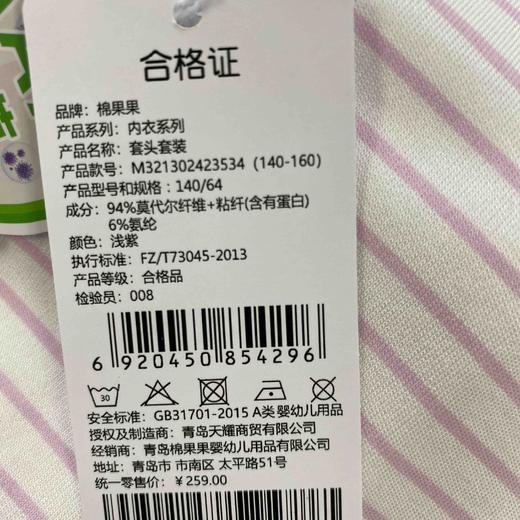 合格证
品牌：棉果果
产品系列：内衣系列
产品名称：套头套装
产品款号：M321302423534（140-160）
产品型号和规格：140/64
成分：94%莫代尔纤维+粘纤(含有蛋白)
6%氨纶
颜色：浅紫
执行标准：FZ/T73045-2013
产品等级：合格品
检验员：008
6 920450 854296
30
安全标准：GB31701-2015 A类 婴幼儿用品
授权及制造商：青岛天耀商贸有限公司
经销商：青岛棉果果婴幼儿用品有限公司
地址：青岛市 市南区 太平路51号
统一零售价：￥259.00